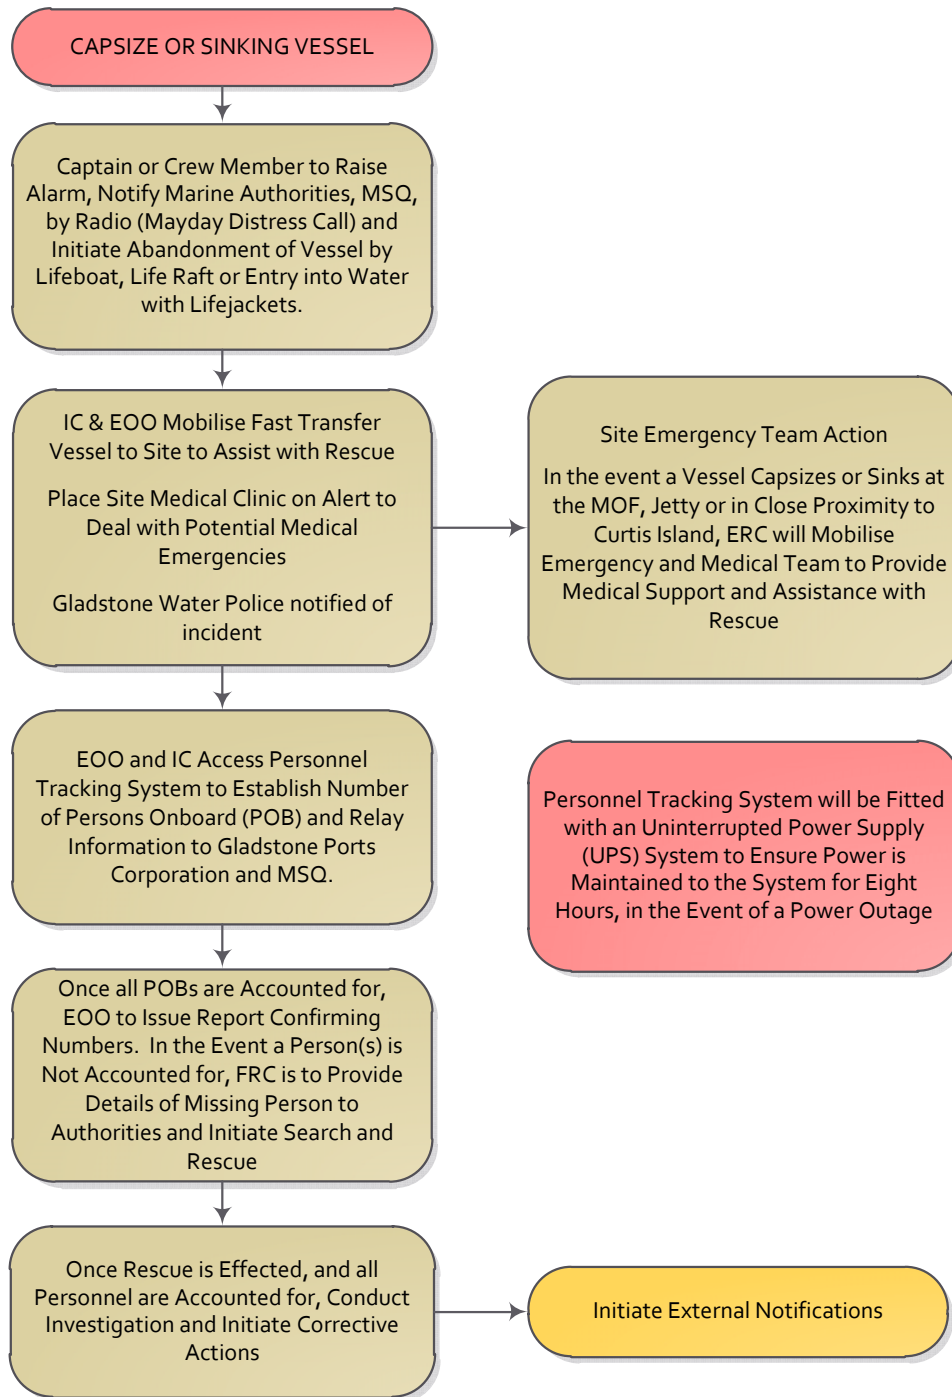 CAPSIZE OR SINKING VESSEL
Captain or Crew Member to Raise
Alarm, Notify Marine Authorities, MSQ,
by Radio (Mayday Distress Call) and
Initiate Abandonment of Vessel by
Lifeboat, Life Raft or Entry into Water
with Lifejackets.
IC & EOO Mobilise Fast Transfer
Vessel to Site to Assist with Rescue
Place Site Medical Clinic on Alert to
Deal with Potential Medical
Emergencies
Gladstone Water Police notified of
incident
Site Emergency Team Action
In the event a Vessel Capsizes or Sinks at
the MOF, Jetty or in Close Proximity to
Curtis Island, ERC will Mobilise
Emergency and Medical Team to Provide
Medical Support and Assistance with
Rescue
EOO and IC Access Personnel
Tracking System to Establish Number
of Persons Onboard (POB) and Relay
Information to Gladstone Ports
Corporation and MSQ.
Personnel Tracking System will be Fitted
with an Uninterrupted Power Supply
(UPS) System to Ensure Power is
Maintained to the System for Eight
Hours, in the Event of a Power Outage
Once all POBs are Accounted for,
EOO to Issue Report Confirming
Numbers.  In the Event a Person(s) is
Not Accounted for, FRC is to Provide
Details of Missing Person to
Authorities and Initiate Search and
Rescue
Once Rescue is Effected, and all
Personnel are Accounted for, Conduct
Investigation and Initiate Corrective
Actions
Initiate External Notifications